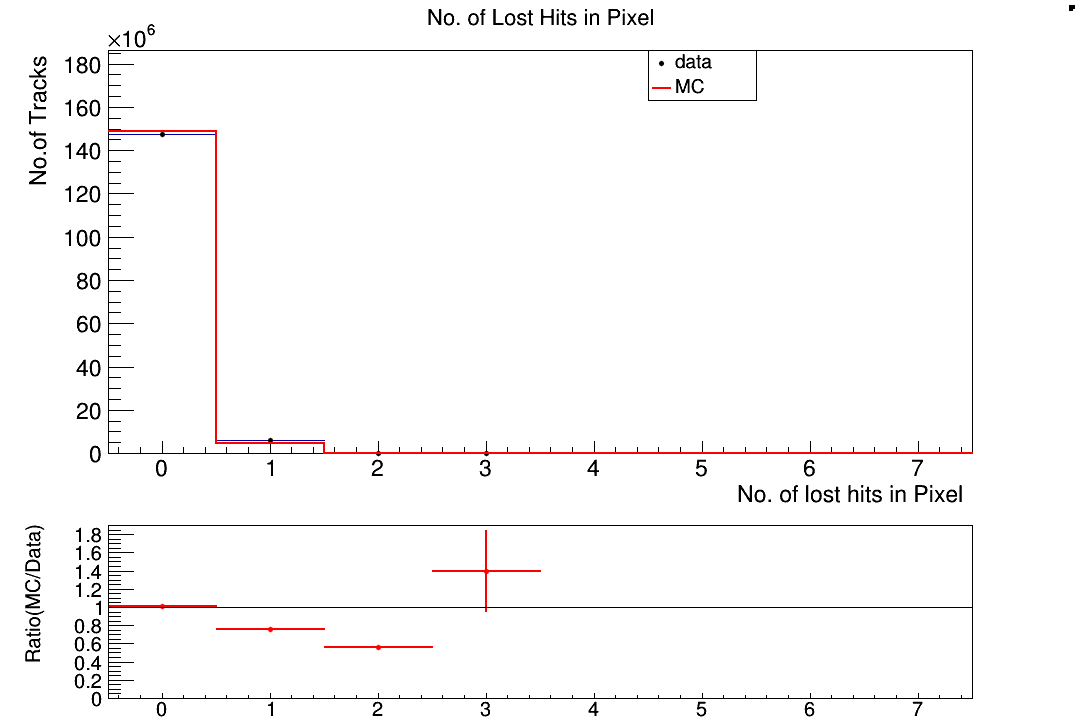 No. of Lost Hits in Pixel
×10⁶
No.of Tracks
180
160
140
120
100
80
60
40
20
0
data
MC
0 1 2 3 4 5 6 7
No. of lost hits in Pixel
Ratio(MC/Data)
1.8
1.6
1.4
1.2
1
0.8
0.6
0.4
0.2
0
0 1 2 3 4 5 6 7